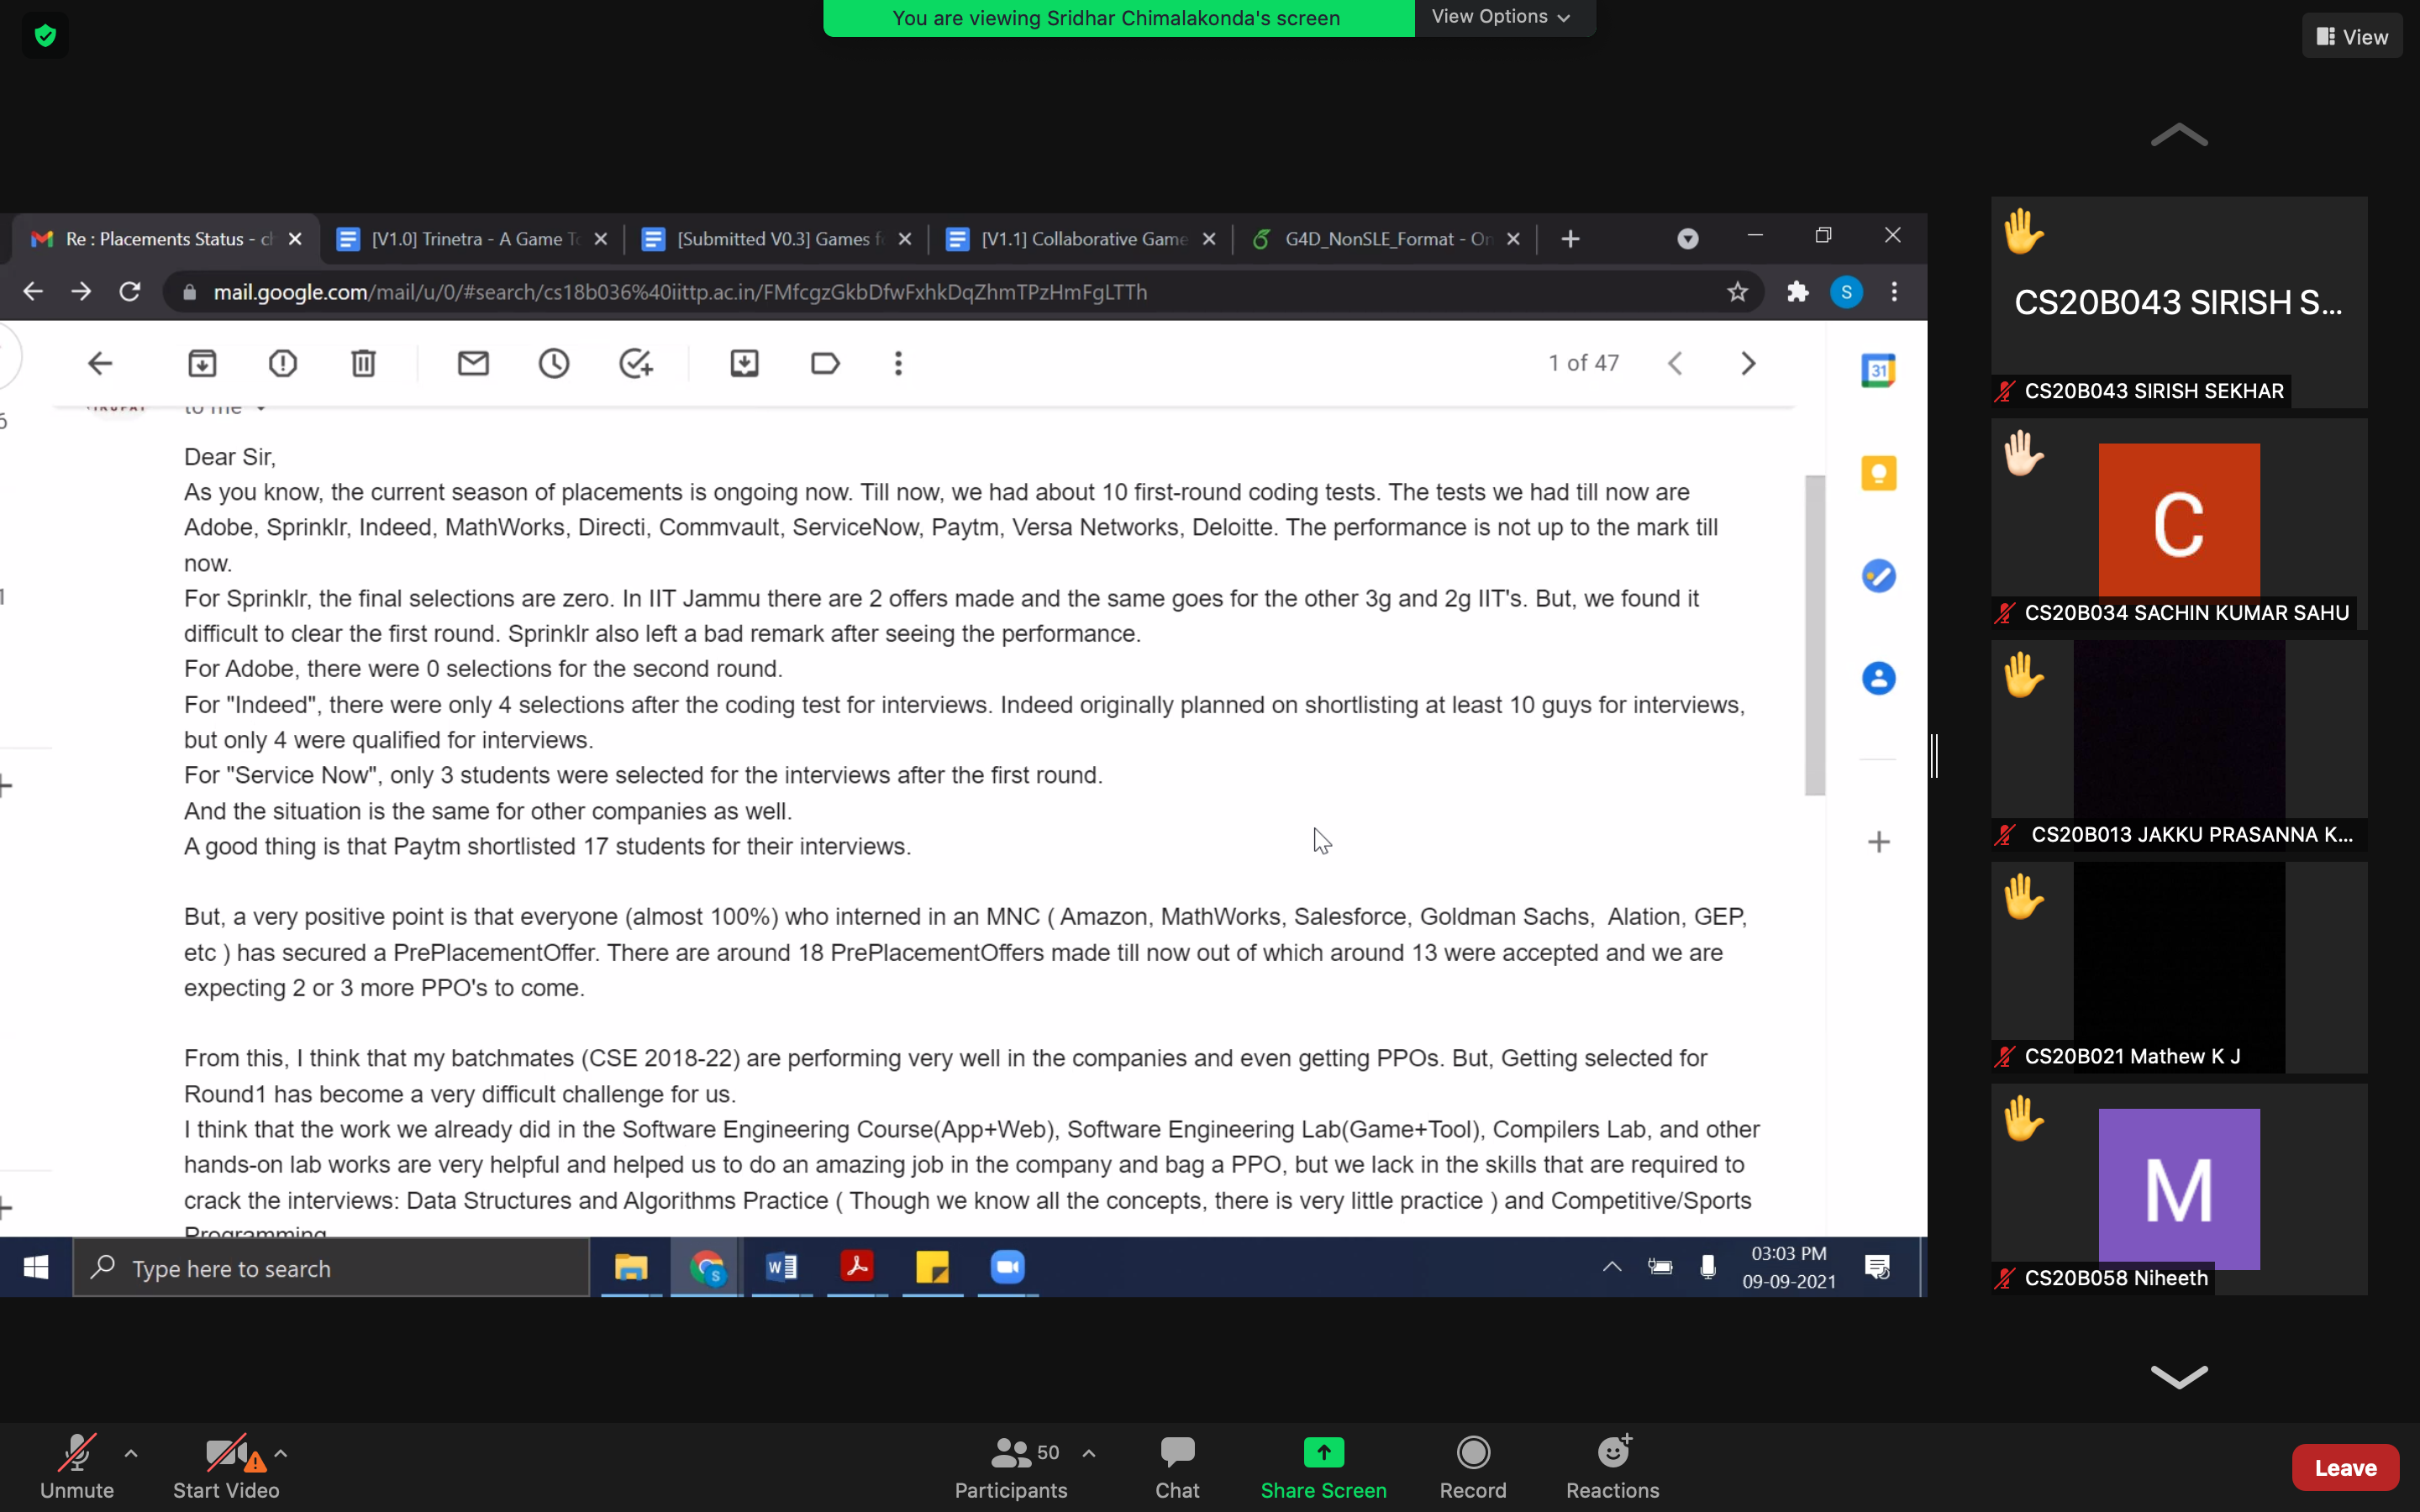 You are viewing Sridhar Chimalakonda's screen
View Options
View
Re : Placements Status - ch
[V1.0] Trinetra - A Game To
[Submitted V0.3] Games f
[V1.1] Collaborative Game
G4D_NonSLE_Format - On
mail.google.com/mail/u/0/#search/cs18b036%40iittp.ac.in/FMfcgzGkbDfwFxhkDqZhmTPzHmFgLTTh
S
1 of 47
31
to me
Dear Sir,
As you know, the current season of placements is ongoing now. Till now, we had about 10 first-round coding tests. The tests we had till now are
Adobe, Sprinklr, Indeed, MathWorks, Directi, Commvault, ServiceNow, Paytm, Versa Networks, Deloitte. The performance is not up to the mark till
now.
For Sprinklr, the final selections are zero. In IIT Jammu there are 2 offers made and the same goes for the other 3g and 2g IIT's. But, we found it
difficult to clear the first round. Sprinklr also left a bad remark after seeing the performance.
For Adobe, there were 0 selections for the second round.
For "Indeed", there were only 4 selections after the coding test for interviews. Indeed originally planned on shortlisting at least 10 guys for interviews,
but only 4 were qualified for interviews.
For "Service Now", only 3 students were selected for the interviews after the first round.
And the situation is the same for other companies as well.
A good thing is that Paytm shortlisted 17 students for their interviews.
But, a very positive point is that everyone (almost 100%) who interned in an MNC ( Amazon, MathWorks, Salesforce, Goldman Sachs,  Alation, GEP,
etc ) has secured a PrePlacementOffer. There are around 18 PrePlacementOffers made till now out of which around 13 were accepted and we are
expecting 2 or 3 more PPO's to come.
From this, I think that my batchmates (CSE 2018-22) are performing very well in the companies and even getting PPOs. But, Getting selected for
Round1 has become a very difficult challenge for us.
I think that the work we already did in the Software Engineering Course(App+Web), Software Engineering Lab(Game+Tool), Compilers Lab, and other
hands-on lab works are very helpful and helped us to do an amazing job in the company and bag a PPO, but we lack in the skills that are required to
crack the interviews: Data Structures and Algorithms Practice ( Though we know all the concepts, there is very little practice ) and Competitive/Sports
Programming
Type here to search
03:03 PM
09-09-2021
CS20B043 SIRISH S...
CS20B043 SIRISH SEKHAR
C
CS20B034 SACHIN KUMAR SAHU
CS20B013 JAKKU PRASANNA K...
CS20B021 Mathew K J
M
CS20B058 Niheeth
Unmute
Start Video
50
Participants
Chat
Share Screen
Record
Reactions
Leave